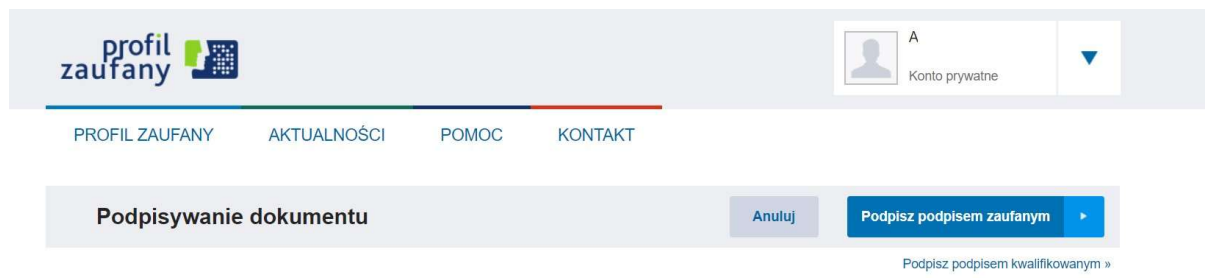 profil
zaufany
A
Konto prywatne
PROFIL ZAUFANY AKTUALNOŚCI POMOC KONTAKT
Podpisywanie dokumentu
Anuluj
Podpisz podpisem zaufanym
Podpisz podpisem kwalifikowanym »